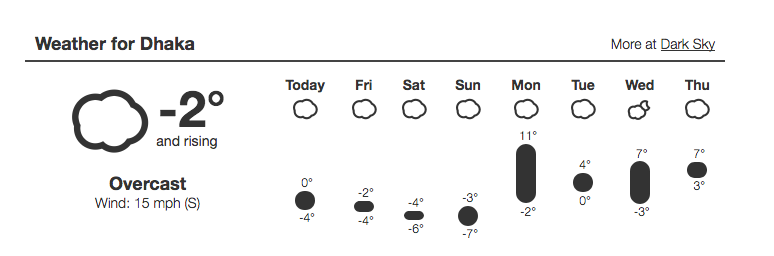 Weather for Dhaka
More at Dark Sky
-2°
and rising
Overcast
Wind: 15 mph (S)
Today Fri Sat Sun Mon Tue Wed Thu
0° -2° -4° -3° 11° 4° 7° 7°
-4° -4° -6° -7° -2° 0° -3° 3°